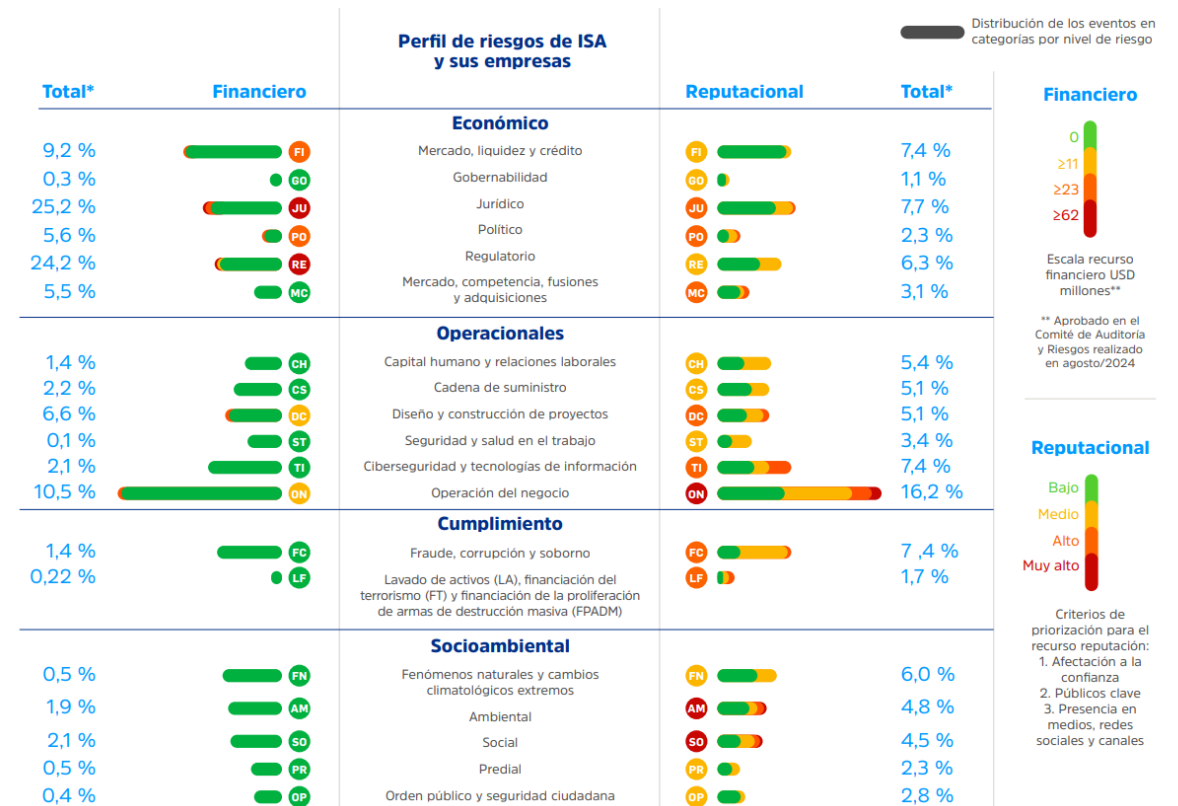 Distribución de los eventos en
categorías por nivel de riesgo
Perfil de riesgos de ISA
y sus empresas
Total* Financiero Reputacional Total*
Económico
9,2 % FI Mercado, liquidez y crédito FI 7,4 %
0,3 % GO Gobernabilidad GO 1,1 %
25,2 % JU Jurídico JU 7,7 %
5,6 % PO Político PO 2,3 %
24,2 % RE Regulatorio RE 6,3 %
5,5 % MC Mercado, competencia, fusiones MC 3,1 %
y adquisiciones
Operacionales
1,4 % CH Capital humano y relaciones laborales CH 5,4 %
2,2 % CS Cadena de suministro CS 5,1 %
6,6 % DC Diseño y construcción de proyectos DC 5,1 %
0,1 % ST Seguridad y salud en el trabajo ST 3,4 %
2,1 % TI Ciberseguridad y tecnologías de información TI 7,4 %
10,5 % ON Operación del negocio ON 16,2 %
Cumplimiento
1,4 % FC Fraude, corrupción y soborno FC 7 ,4 %
0,22 % LF Lavado de activos (LA), financiación del LF 1,7 %
terrorismo (FT) y financiación de la proliferación
de armas de destrucción masiva (FPADM)
Socioambiental
0,5 % FN Fenómenos naturales y cambios FN 6,0 %
climatológicos extremos
1,9 % AM Ambiental AM 4,8 %
2,1 % SO Social SO 4,5 %
0,5 % PR Predial PR 2,3 %
0,4 % OP Orden público y seguridad ciudadana OP 2,8 %
Financiero
0
≥11
≥23
≥62
Escala recurso
financiero USD
millones**
** Aprobado en el
Comité de Auditoría
y Riesgos realizado
en agosto/2024
Reputacional
Bajo
Medio
Alto
Muy alto
Criterios de
priorización para el
recurso reputación:
1. Afectación a la
confianza
2. Públicos clave
3. Presencia en
medios, redes
sociales y canales